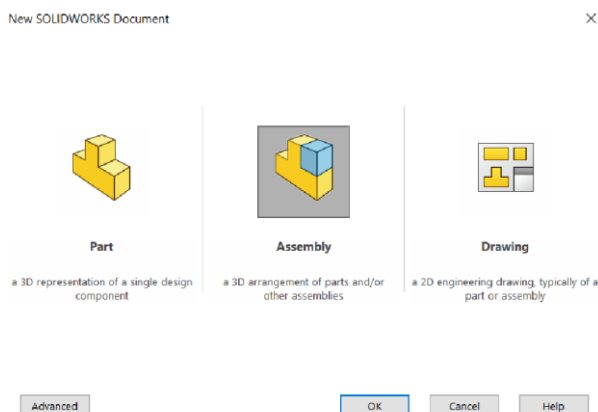 New SOLIDWORKS Document
Part
a 3D representation of a single design
component
Assembly
a 3D arrangement of parts and/or
other assemblies
Drawing
a 2D engineering drawing, typically of a
part or assembly
Advanced
OK
Cancel
Help